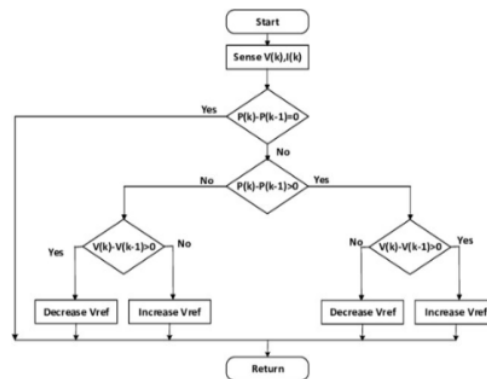 Start
Sense V(k),I(k)
Yes
P(k)-P(k-1)=0
No
No
P(k)-P(k-1)>0
Yes
Yes
V(k)-V(k-1)>0
No
No
V(k)-V(k-1)>0
Yes
Decrease Vref
Increase Vref
Decrease Vref
Increase Vref
Return